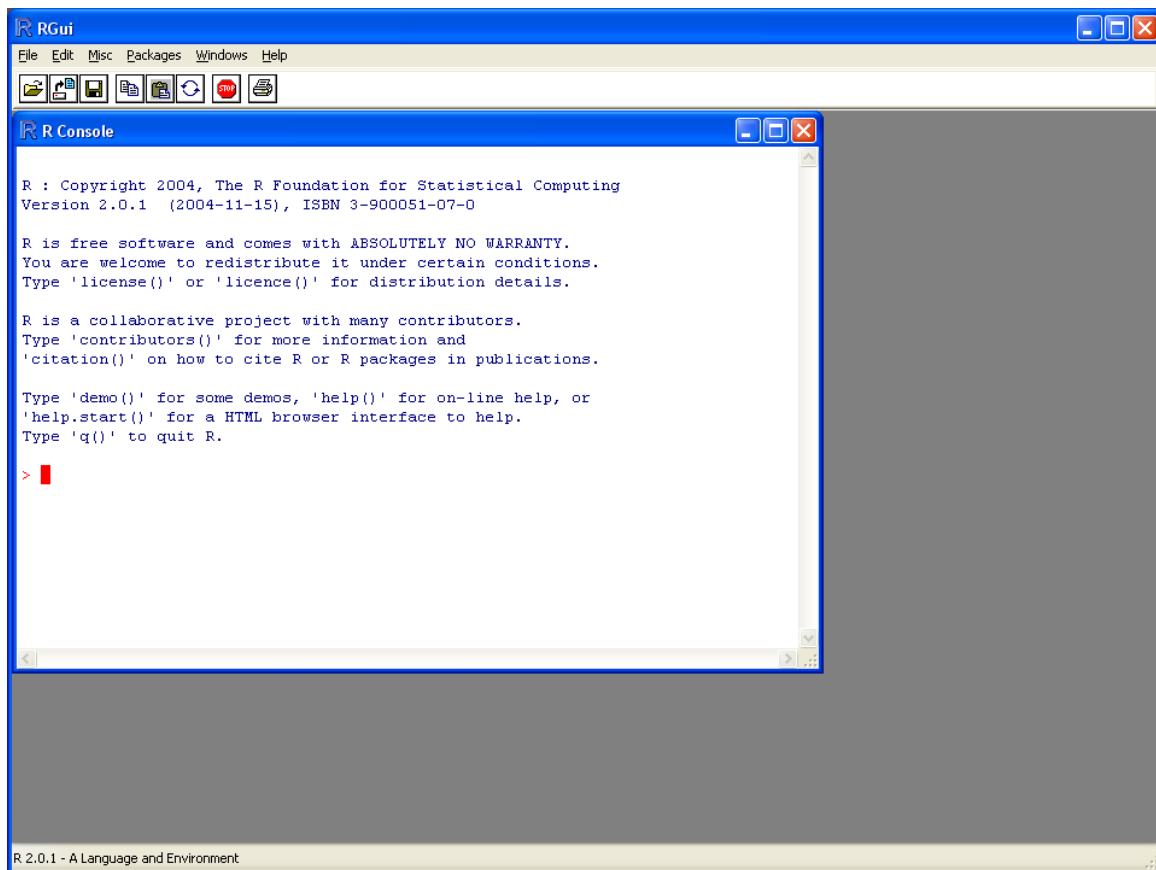 RGui
File Edit Misc Packages Windows Help
STOP
R Console
R : Copyright 2004, The R Foundation for Statistical Computing
Version 2.0.1  (2004-11-15), ISBN 3-900051-07-0
R is free software and comes with ABSOLUTELY NO WARRANTY.
You are welcome to redistribute it under certain conditions.
Type 'license()' or 'licence()' for distribution details.
R is a collaborative project with many contributors.
Type 'contributors()' for more information and
'citation()' on how to cite R or R packages in publications.
Type 'demo()' for some demos, 'help()' for on-line help, or
'help.start()' for a HTML browser interface to help.
Type 'q()' to quit R.
>
R 2.0.1 - A Language and Environment